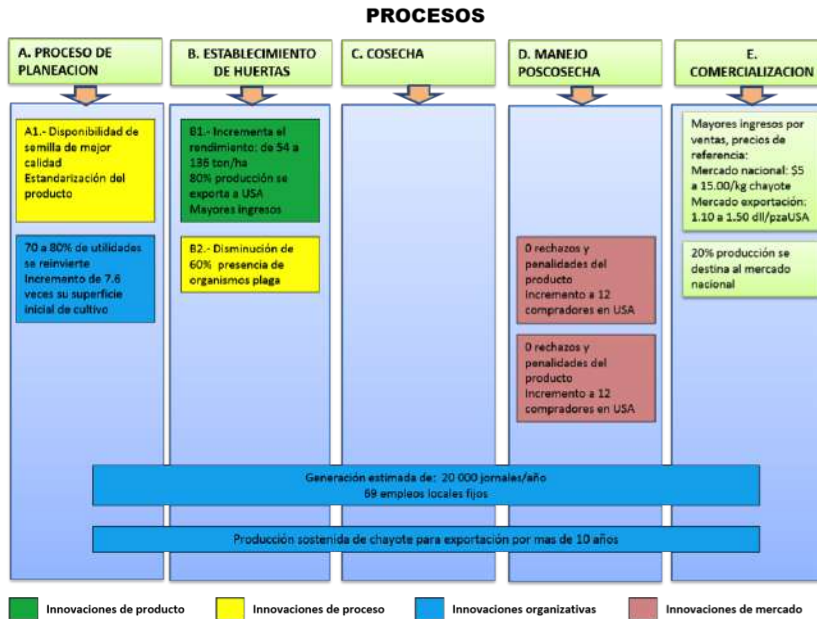 PROCESOS
A. PROCESO DE
PLANEACION
B. ESTABLECIMIENTO
DE HUERTAS
C. COSECHA
D. MANEJO
POSCOSECHA
E.
COMERCIALIZACION
A1.- Disponibilidad de
semilla de mejor
calidad
Estandarización del
producto
70 a 80% de utilidades
se reinvierte
Incremento de 7.6
veces su superficie
inicial de cultivo
B1.- Incrementa el
rendimiento: de 54 a
136 ton/ha
80% producción se
exporta a USA
Mayores ingresos
B2.- Disminución de
60% presencia de
organismos plaga
0 rechazos y
penalidades del
producto
Incremento a 12
compradores en USA
0 rechazos y
penalidades del
producto
Incremento a 12
compradores en USA
Mayores ingresos por
ventas, precios de
referencia:
Mercado nacional: $5
a 15.00/kg chayote
Mercado exportación:
1.10 a 1.50 dll/pzaUSA
20% producción se
destina al mercado
nacional
Generación estimada de: 20 000 jornales/año
69 empleos locales fijos
Producción sostenida de chayote para exportación por mas de 10 años
Innovaciones de producto
Innovaciones de proceso
Innovaciones organizativas
Innovaciones de mercado